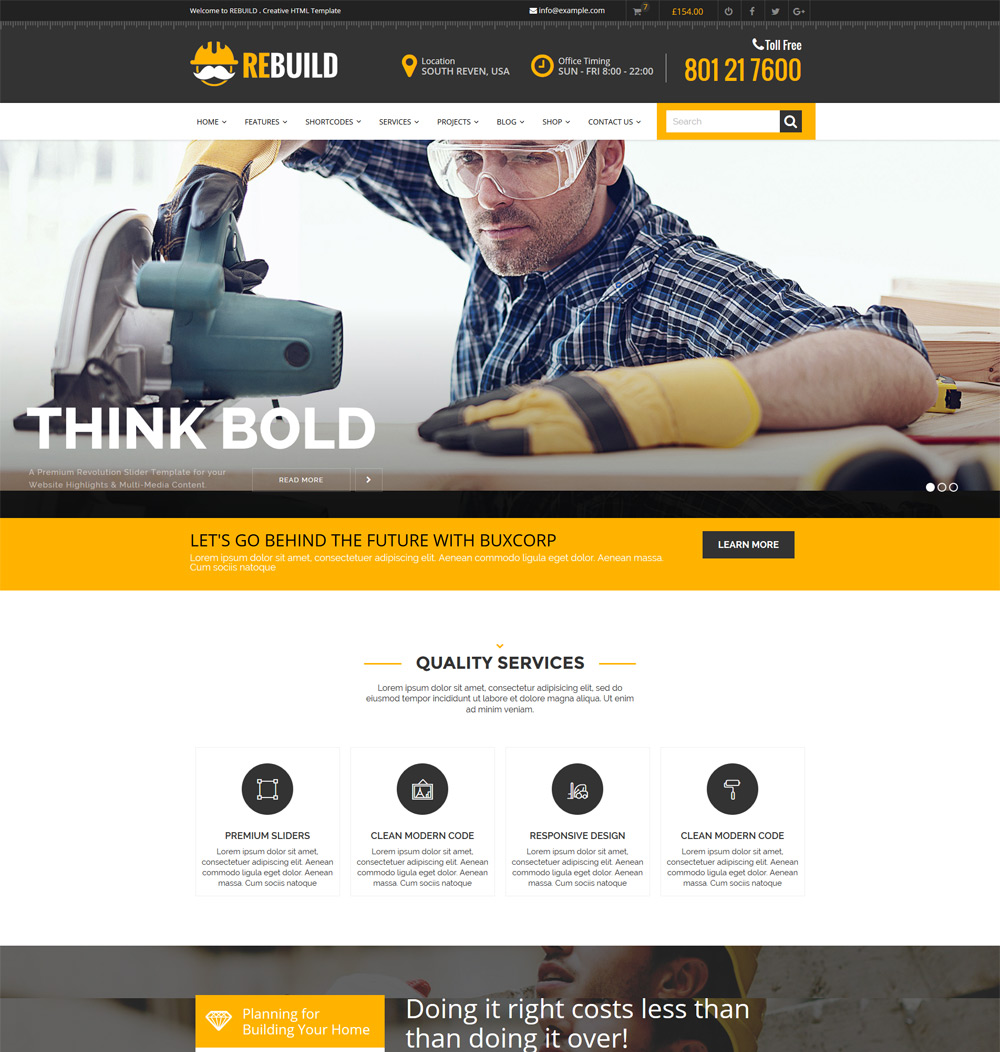 Welcome to REBUILD . Creative HTML Template
info@example.com
7
£154.00
REBUILD
Location
SOUTH REVEN, USA
Office Timing
SUN - FRI 8:00 - 22:00
Toll Free
801 21 7600
HOME
FEATURES
SHORTCODES
SERVICES
PROJECTS
BLOG
SHOP
CONTACT US
Search
THINK BOLD
A Premium Revolution Slider Template for your
Website Highlights & Multi-Media Content.
READ MORE
LET'S GO BEHIND THE FUTURE WITH BUXCORP
Lorem ipsum dolor sit amet, consectetuer adipiscing elit. Aenean commodo ligula eget dolor. Aenean massa.
Cum sociis natoque
LEARN MORE
QUALITY SERVICES
Lorem ipsum dolor sit amet, consectetur adipisicing elit, sed do
eiusmod tempor incididunt ut labore et dolore magna aliqua. Ut enim
ad minim veniam.
PREMIUM SLIDERS
Lorem ipsum dolor sit amet,
consectetuer adipiscing elit. Aenean
commodo ligula eget dolor. Aenean
massa. Cum sociis natoque
CLEAN MODERN CODE
Lorem ipsum dolor sit amet,
consectetuer adipiscing elit. Aenean
commodo ligula eget dolor. Aenean
massa. Cum sociis natoque
RESPONSIVE DESIGN
Lorem ipsum dolor sit amet,
consectetuer adipiscing elit. Aenean
commodo ligula eget dolor. Aenean
massa. Cum sociis natoque
CLEAN MODERN CODE
Lorem ipsum dolor sit amet,
consectetuer adipiscing elit. Aenean
commodo ligula eget dolor. Aenean
massa. Cum sociis natoque
Planning for
Building Your Home
Doing it right costs less than
than doing it over!